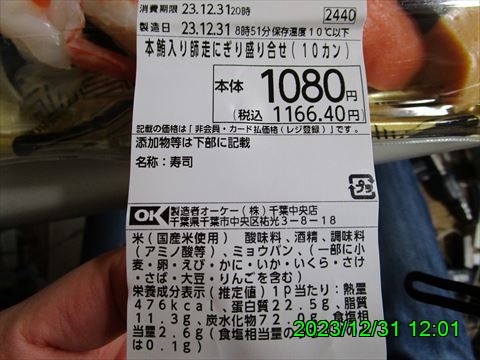 消費期限 23.12.31 20時
2440
製造日 23.12.31 8時51分 保存温度10℃以下
本鮪入り師走にぎり盛り合せ(10カン)
本体 1080円
(税込 1166.40円)
記載の価格は「非会員・カード払価格(レジ登録)」です。
添加物等は下部に記載
名称:寿司
プラ
OK 製造者オーケー(株)千葉中央店
千葉県千葉市中央区祐光3-8-18
米(国産米使用) 酸味料、酒精、調味料
(アミノ酸等)、ミョウバン、(一部に小
麦・卵・えび・かに・いか・いくら・さけ
・さば・大豆・りんごを含む)
栄養成分表示(推定値)1P当たり:熱量
476kcal、蛋白質22.5g、脂質
11.3g、炭水化物72.0g、食塩相
当量2.6g(食塩相当量の
は0.1g)
2023/12/31 12:01